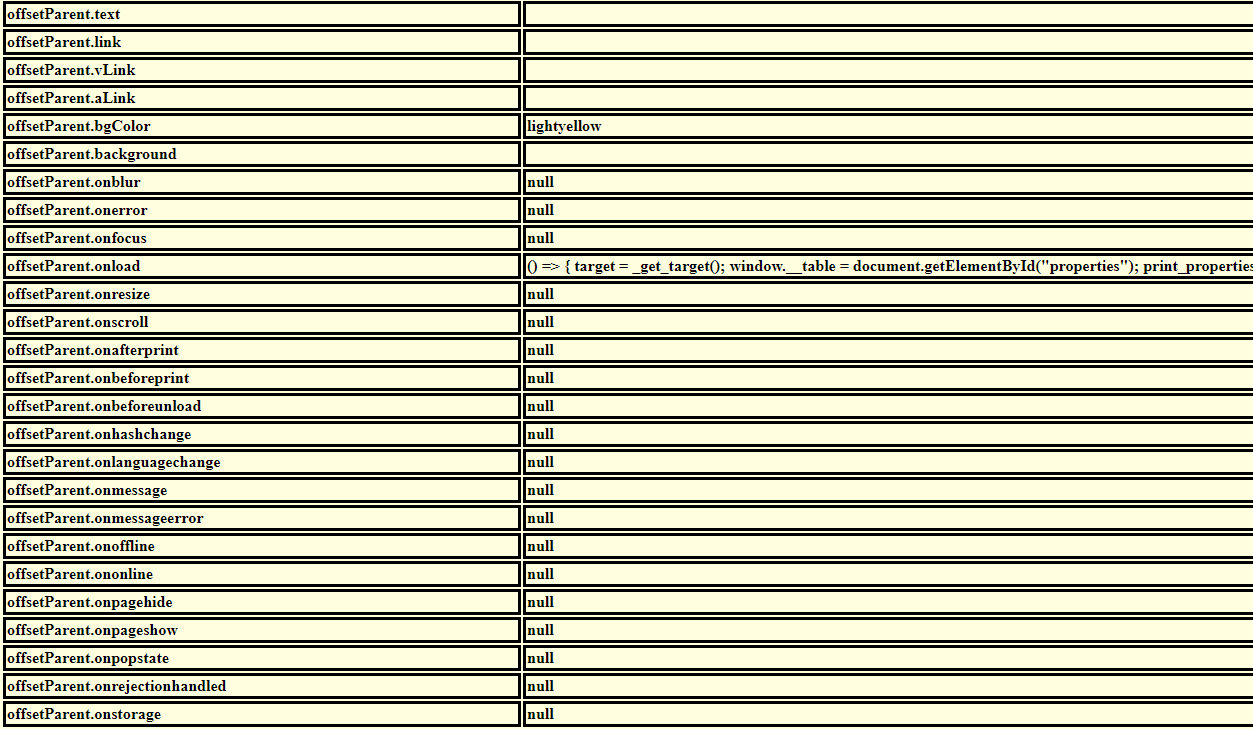 offsetParent.text
offsetParent.link
offsetParent.vLink
offsetParent.aLink
offsetParent.bgColor lightyellow
offsetParent.background
offsetParent.onblur null
offsetParent.onerror null
offsetParent.onfocus null
offsetParent.onload () => { target = _get_target(); window.__table = document.getElementById("properties"); print_properties
offsetParent.onresize null
offsetParent.onscroll null
offsetParent.onafterprint null
offsetParent.onbeforeprint null
offsetParent.onbeforeunload null
offsetParent.onhashchange null
offsetParent.onlanguagechange null
offsetParent.onmessage null
offsetParent.onmessageerror null
offsetParent.onoffline null
offsetParent.ononline null
offsetParent.onpagehide null
offsetParent.onpageshow null
offsetParent.onpopstate null
offsetParent.onrejectionhandled null
offsetParent.onstorage null